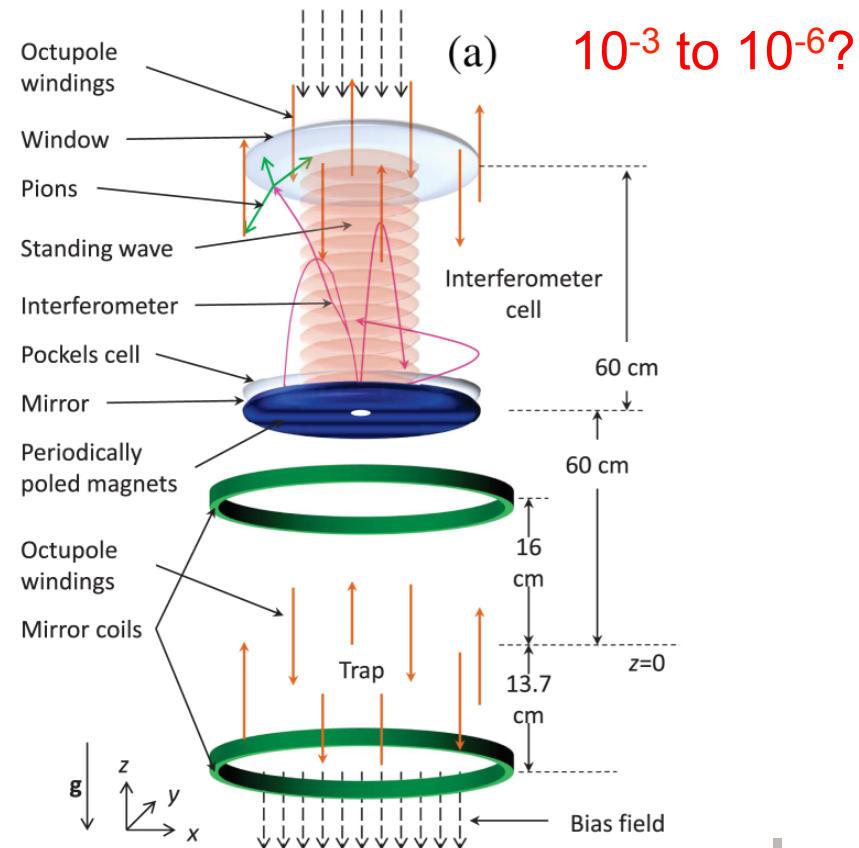 (a)
10⁻³ to 10⁻⁶?
Octupole
windings
Window
Pions
Standing wave
Interferometer
cell
Interferometer
Pockels cell
60 cm
Mirror
Periodically
poled magnets
60 cm
Octupole
windings
16
cm
Mirror coils
Trap
z=0
13.7
cm
g
z
y
x
Bias field